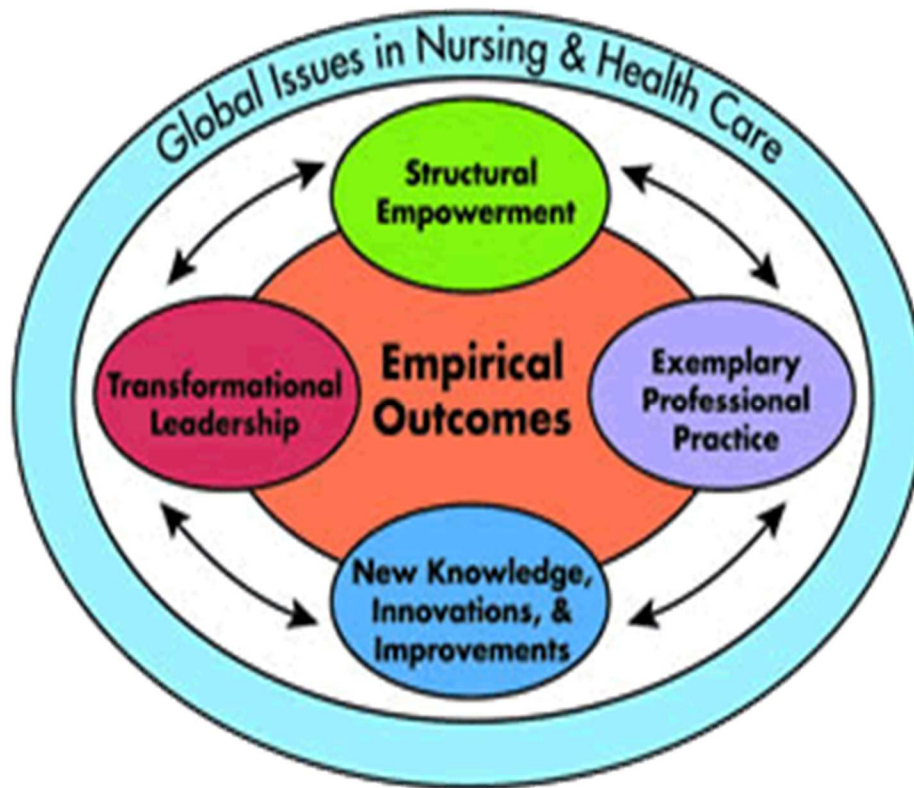 Global Issues in Nursing & Health Care
Structural
Empowerment
Transformational
Leadership
Empirical
Outcomes
Exemplary
Professional
Practice
New Knowledge,
Innovations, &
Improvements